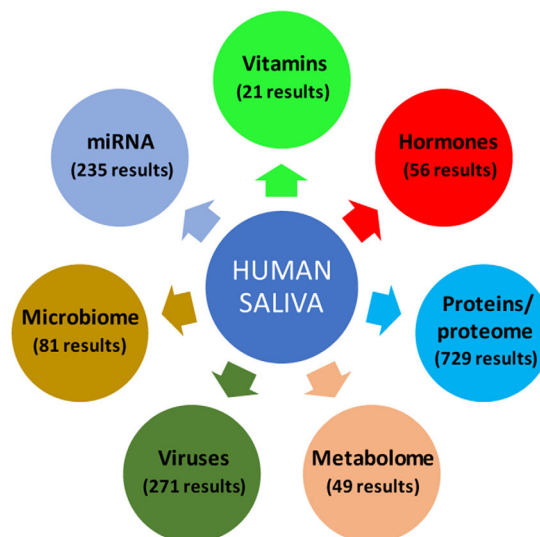 Vitamins
(21 results)
miRNA
(235 results)
Hormones
(56 results)
HUMAN
SALIVA
Microbiome
(81 results)
Proteins/
proteome
(729 results)
Viruses
(271 results)
Metabolome
(49 results)